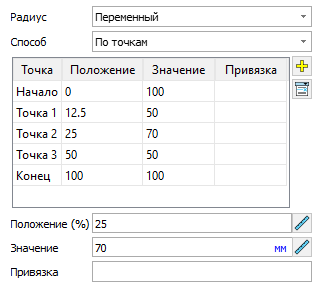 Радиус Переменный
Способ По точкам
Точка Положение Значение Привязка
Начало 0 100
Точка 1 12.5 50
Точка 2 25 70
Точка 3 50 50
Конец 100 100
Положение (%) 25
Значение 70 мм
Привязка